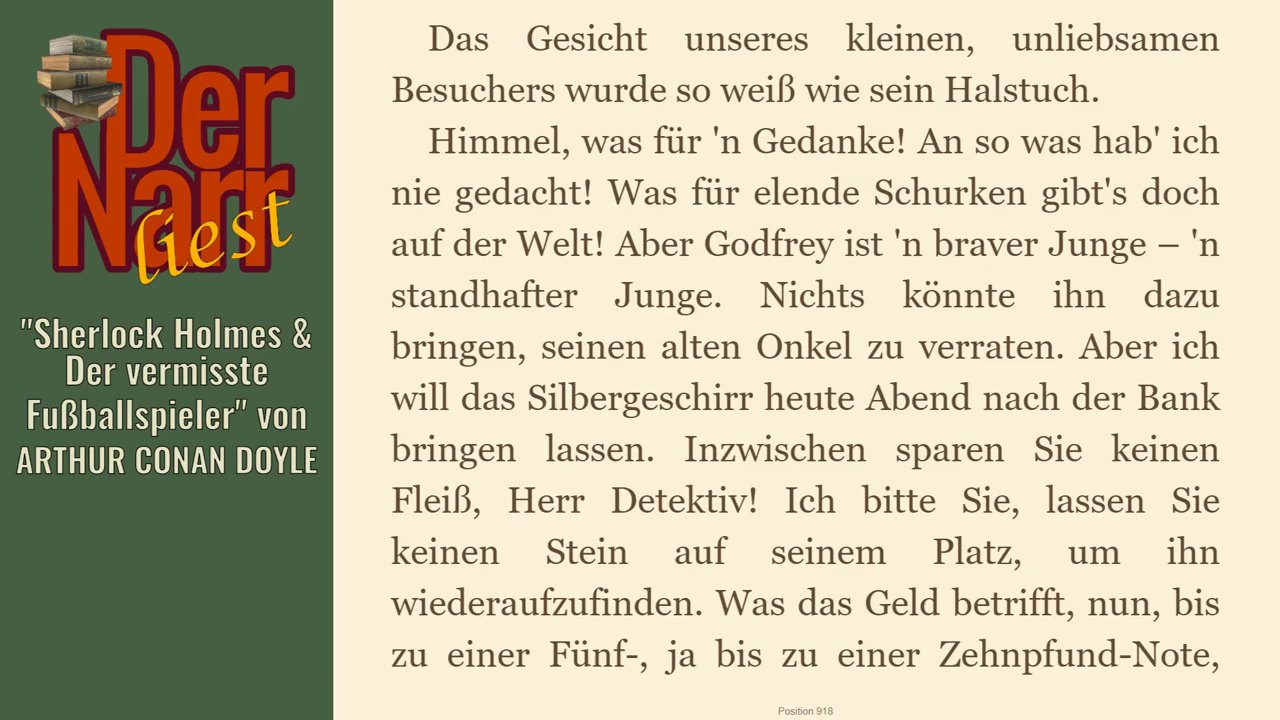 Der
Narr
liest
"Sherlock Holmes &
Der vermisste
Fußballspieler" von
ARTHUR CONAN DOYLE
Das Gesicht unseres kleinen, unliebsamen
Besuchers wurde so weiß wie sein Halstuch.
Himmel, was für 'n Gedanke! An so was hab' ich
nie gedacht! Was für elende Schurken gibt's doch
auf der Welt! Aber Godfrey ist 'n braver Junge – 'n
standhafter Junge. Nichts könnte ihn dazu
bringen, seinen alten Onkel zu verraten. Aber ich
will das Silbergeschirr heute Abend nach der Bank
bringen lassen. Inzwischen sparen Sie keinen
Fleiß, Herr Detektiv! Ich bitte Sie, lassen Sie
keinen Stein auf seinem Platz, um ihn
wiederaufzufinden. Was das Geld betrifft, nun, bis
zu einer Fünf-, ja bis zu einer Zehnpfund-Note,
Position 918